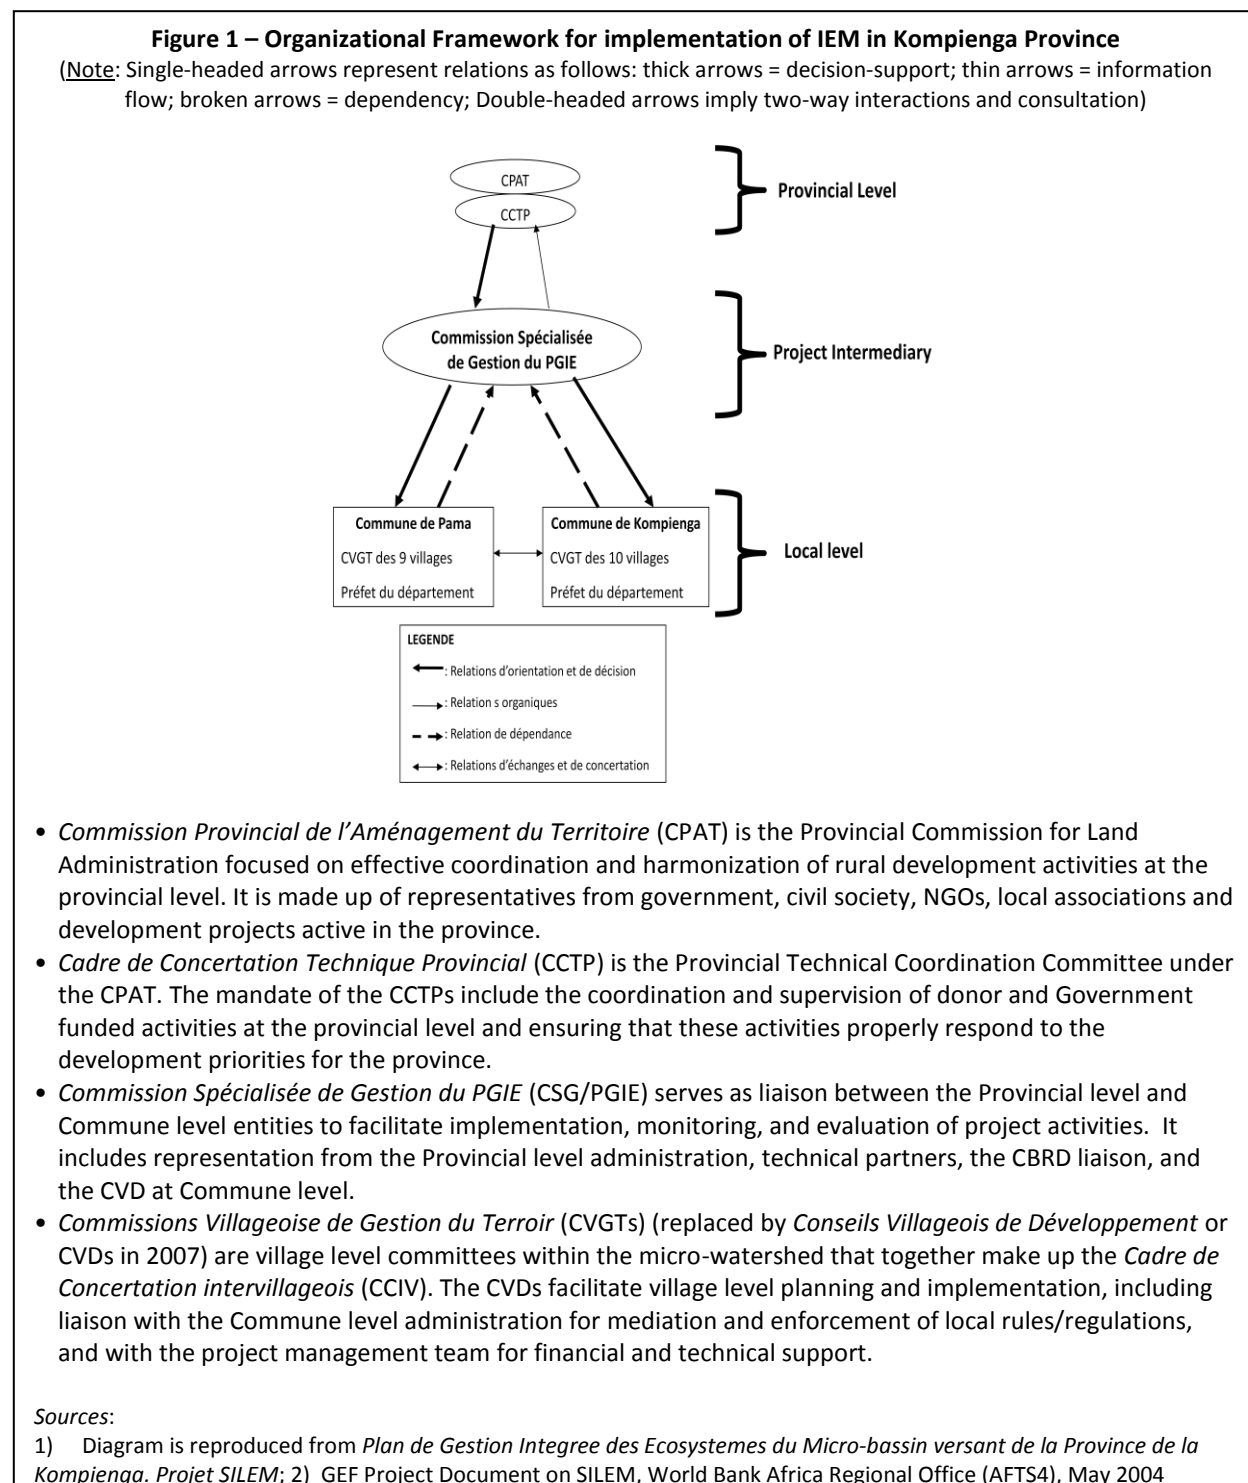 Figure 1 – Organizational Framework for implementation of IEM in Kompienga Province
(Note: Single-headed arrows represent relations as follows: thick arrows = decision-support; thin arrows = information
flow; broken arrows = dependency; Double-headed arrows imply two-way interactions and consultation)
CPAT
CCTP
Provincial Level
Commission Spécialisée
de Gestion du PGIE
Project Intermediary
Commune de Pama
CVGT des 9 villages
Préfet du département
Commune de Kompienga
CVGT des 10 villages
Préfet du département
Local level
LEGENDE
: Relations d'orientation et de décision
: Relation s organiques
: Relation de dépendance
: Relations d'échanges et de concertation
• Commission Provincial de l'Aménagement du Territoire (CPAT) is the Provincial Commission for Land
Administration focused on effective coordination and harmonization of rural development activities at the
provincial level. It is made up of representatives from government, civil society, NGOs, local associations and
development projects active in the province.
• Cadre de Concertation Technique Provincial (CCTP) is the Provincial Technical Coordination Committee under
the CPAT. The mandate of the CCTPs include the coordination and supervision of donor and Government
funded activities at the provincial level and ensuring that these activities properly respond to the
development priorities for the province.
• Commission Spécialisée de Gestion du PGIE (CSG/PGIE) serves as liaison between the Provincial level and
Commune level entities to facilitate implementation, monitoring, and evaluation of project activities. It
includes representation from the Provincial level administration, technical partners, the CBRD liaison, and
the CVD at Commune level.
• Commissions Villageoise de Gestion du Terroir (CVGTs) (replaced by Conseils Villageois de Développement or
CVDs in 2007) are village level committees within the micro-watershed that together make up the Cadre de
Concertation intervillageois (CCIV). The CVDs facilitate village level planning and implementation, including
liaison with the Commune level administration for mediation and enforcement of local rules/regulations,
and with the project management team for financial and technical support.
Sources:
1) Diagram is reproduced from Plan de Gestion Integree des Ecosystemes du Micro-bassin versant de la Province de la
Kompienga. Projet SILEM; 2) GEF Project Document on SILEM, World Bank Africa Regional Office (AFTS4), May 2004